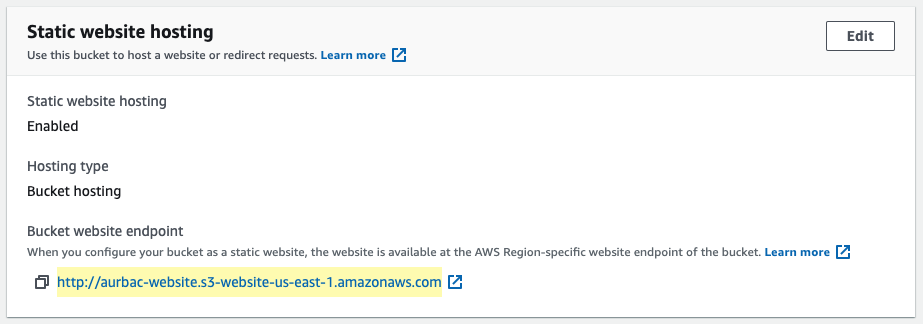 Static website hosting
Edit
Use this bucket to host a website or redirect requests. Learn more
Static website hosting
Enabled
Hosting type
Bucket hosting
Bucket website endpoint
When you configure your bucket as a static website, the website is available at the AWS Region-specific website endpoint of the bucket. Learn more
http://aurbac-website.s3-website-us-east-1.amazonaws.com